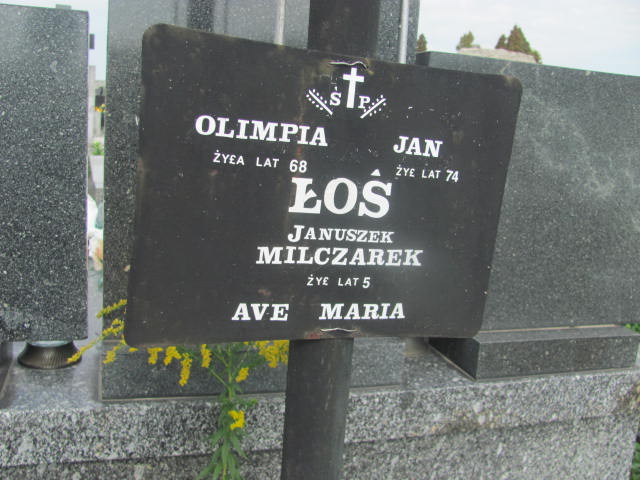 Ś P
OLIMPIA JAN
ŻYŁA LAT 68 ŻYŁ LAT 74
ŁOŚ
JANUSZEK
MILCZAREK
ŻYŁ LAT 5
AVE MARIA